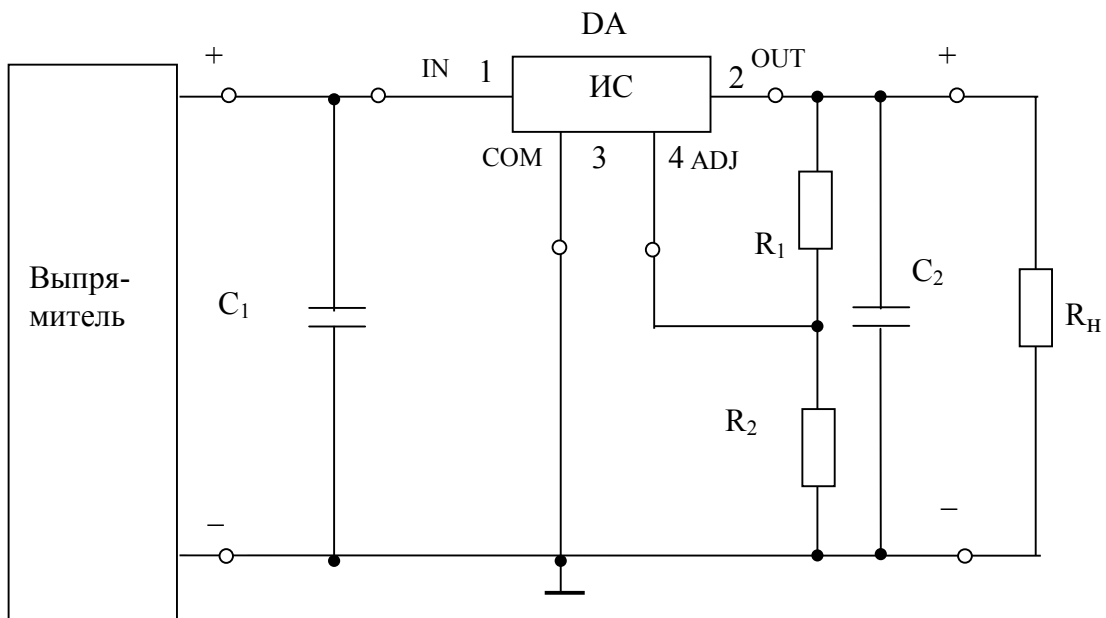 DA
+
IN
1
ИС
2
OUT
+
COM
3
4
ADJ
R₁
C₂
Выпря-
митель
C₁
Rн
R₂
–
–